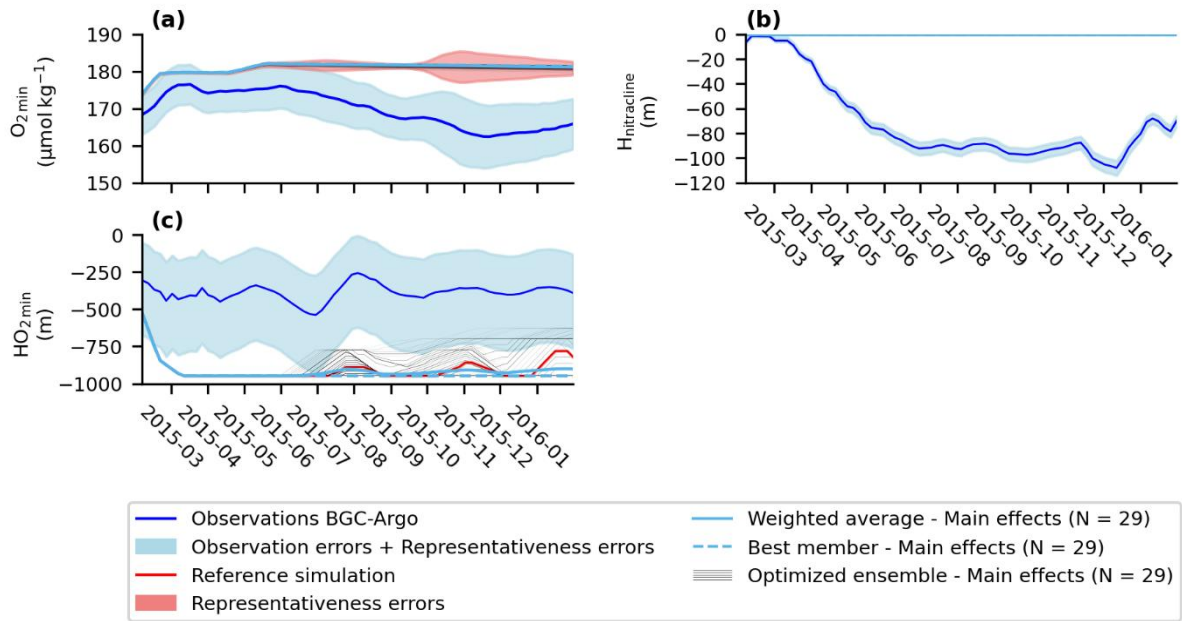 (a)
190
180
170
160
150
O2min
(μmol kg−1)
2015-03
2015-04
2015-05
2015-06
2015-07
2015-08
2015-09
2015-10
2015-11
2015-12
2016-01
(b)
0
−20
−40
−60
−80
−100
−120
Hnitracline
(m)
2015-03
2015-04
2015-05
2015-06
2015-07
2015-08
2015-09
2015-10
2015-11
2015-12
2016-01
(c)
0
−250
−500
−750
−1000
HO2min
(m)
Observations BGC-Argo
Observation errors + Representativeness errors
Reference simulation
Representativeness errors
Weighted average - Main effects (N = 29)
Best member - Main effects (N = 29)
Optimized ensemble - Main effects (N = 29)